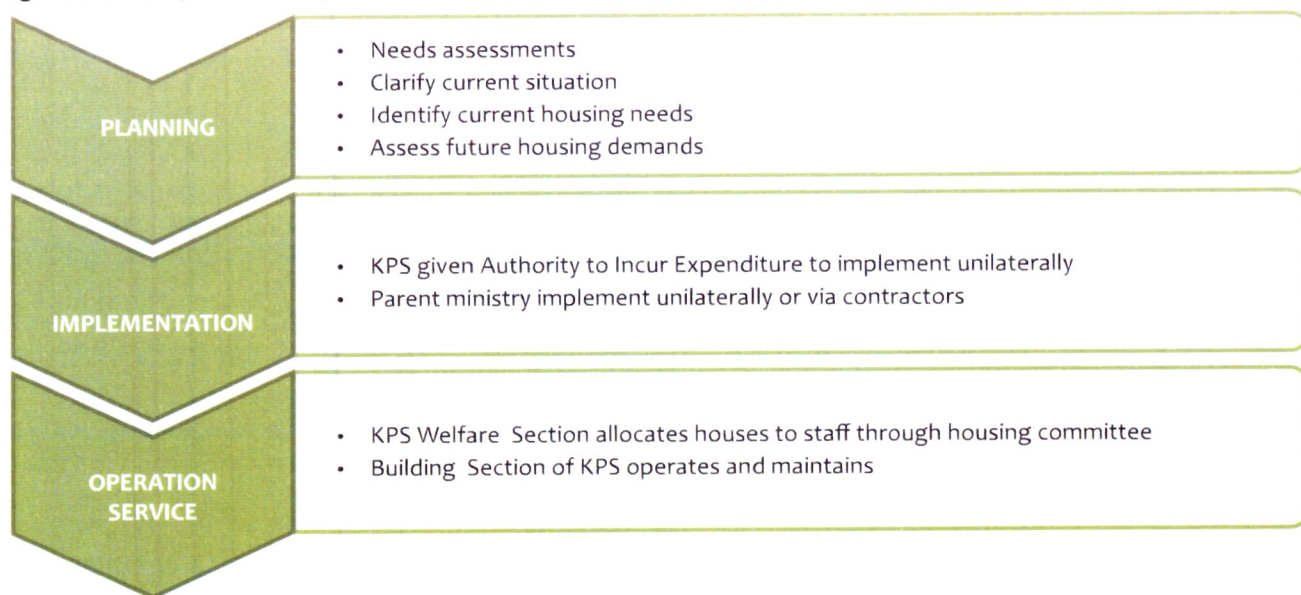 PLANNING
• Needs assessments
• Clarify current situation
• Identify current housing needs
• Assess future housing demands
IMPLEMENTATION
• KPS given Authority to Incur Expenditure to implement unilaterally
• Parent ministry implement unilaterally or via contractors
OPERATION
SERVICE
• KPS Welfare Section allocates houses to staff through housing committee
• Building Section of KPS operates and maintains